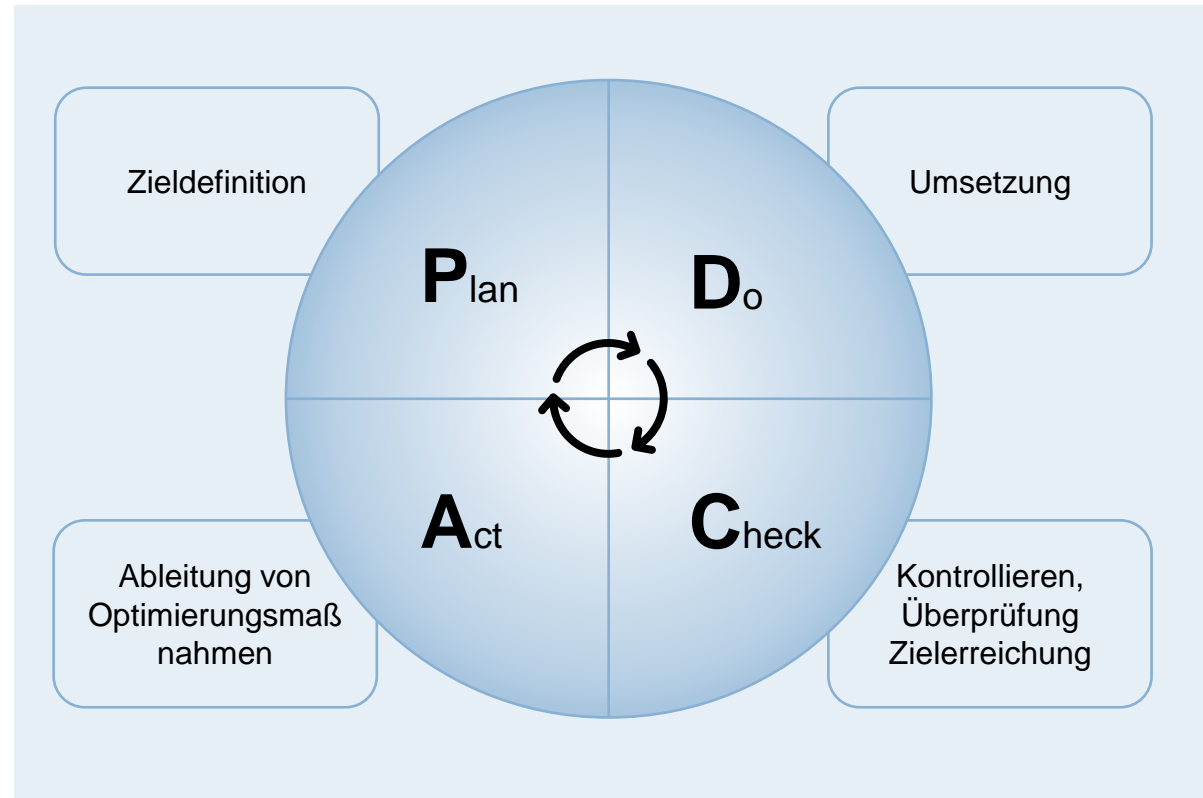 Zieldefinition
Umsetzung
Plan
Do
Act
Check
Ableitung von
Optimierungsmaß
nahmen
Kontrollieren,
Überprüfung
Zielerreichung